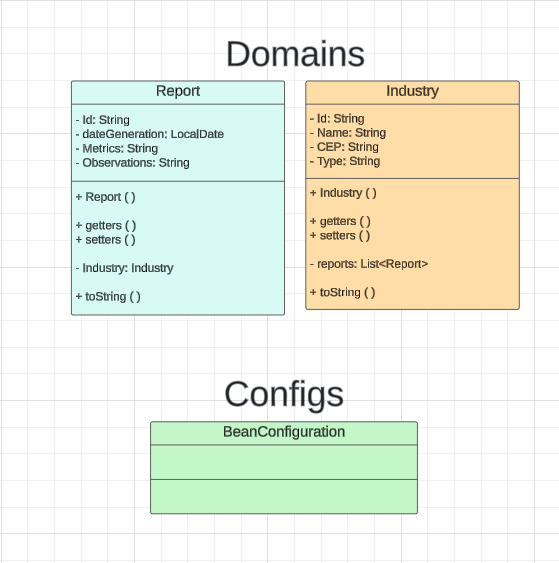 Domains
Report
- Id: String
- dateGeneration: LocalDate
- Metrics: String
- Observations: String
+ Report ( )
+ getters ( )
+ setters ( )
- Industry: Industry
+ toString ( )
Industry
- Id: String
- Name: String
- CEP: String
- Type: String
+ Industry ( )
+ getters ( )
+ setters ( )
- reports: List<Report>
+ toString ( )
Configs
BeanConfiguration